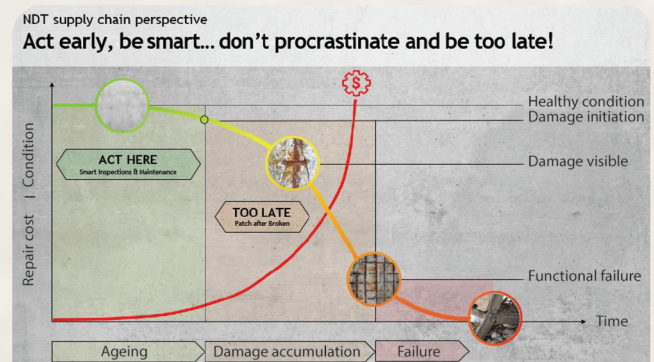 NDT supply chain perspective
Act early, be smart... don't procrastinate and be too late!
$
Healthy condition
Damage initiation
ACT HERE
Smart Inspections & Maintenance
Damage visible
TOO LATE
Patch after Broken
Functional failure
Repair cost | Condition
Time
Ageing
Damage accumulation
Failure